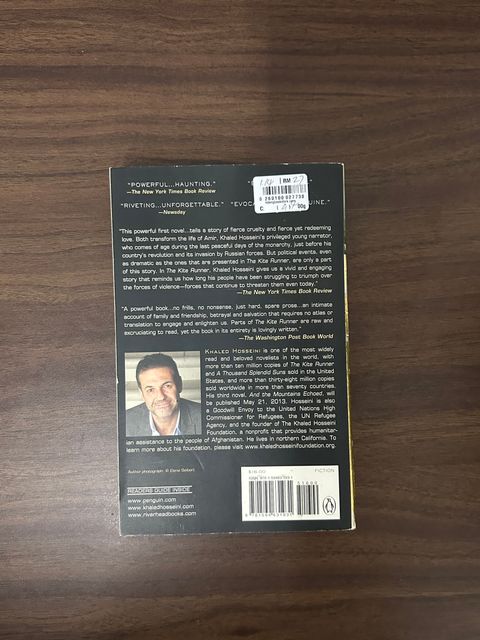 "POWERFUL...HAUNTING."
—The New York Times Book Review
"RIVETING...UNFORGETTABLE."
—Newsday
"This powerful first novel...tells a story of fierce cruelty and fierce yet redeeming
love. Both transform the life of Amir, Khaled Hosseini's privileged young narrator,
who comes of age during the last peaceful days of the monarchy, just before his
country's revolution and its invasion by Russian forces. But political events, even
as dramatic as the ones that are presented in The Kite Runner, are only a part
of this story. In The Kite Runner, Khaled Hosseini gives us a vivid and engaging
story that reminds us how long his people have been struggling to triumph over
the forces of violence—forces that continue to threaten them even today."
—The New York Times Book Review
"A powerful book...no frills, no nonsense, just hard, spare prose...an intimate
account of family and friendship, betrayal and salvation that requires no atlas or
translation to engage and enlighten us. Parts of The Kite Runner are raw and
excruciating to read, yet the book in its entirety is lovingly written."
—The Washington Post Book World
KHALED HOSSEINI is one of the most widely
read and beloved novelists in the world, with
more than ten million copies of The Kite Runner
and A Thousand Splendid Suns sold in the United
States, and more than thirty-eight million copies
sold worldwide in more than seventy countries.
His third novel, And the Mountains Echoed, will
be published May 21, 2013. Hosseini is also
a Goodwill Envoy to the United Nations High
Commissioner for Refugees, the UN Refugee
Agency, and the founder of The Khaled Hosseini
Foundation, a nonprofit that provides humanitar-
ian assistance to the people of Afghanistan. He lives in northern California. To
learn more about his foundation, please visit www.khaledhosseinifoundation.org.
Author photograph: © Elena Seibert
READERS GUIDE INSIDE
www.penguin.com
www.khaledhosseini.com
www.riverheadbooks.com
$16.00
FICTION
51600